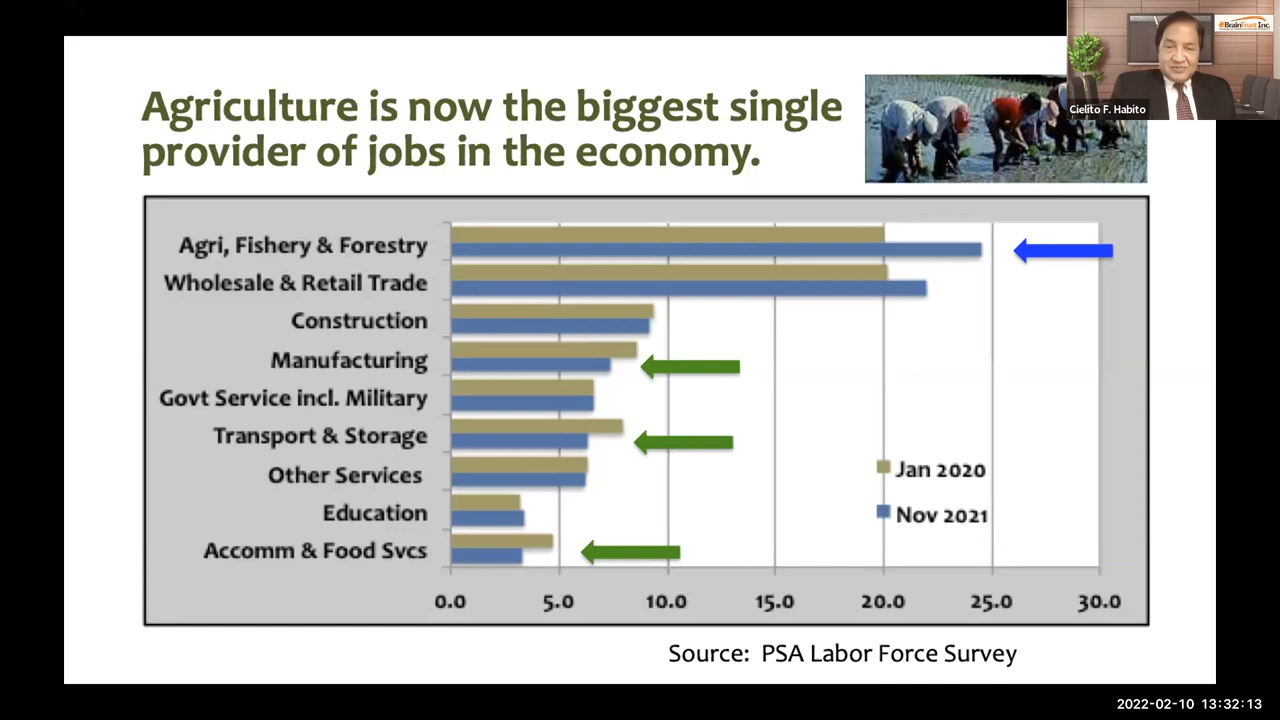 BrainTrust Inc.
Cielito F. Habito
Agriculture is now the biggest single
provider of jobs in the economy.
Agri, Fishery & Forestry
Wholesale & Retail Trade
Construction
Manufacturing
Govt Service incl. Military
Transport & Storage
Other Services
Education
Accomm & Food Svcs
Jan 2020
Nov 2021
0.0 5.0 10.0 15.0 20.0 25.0 30.0
Source: PSA Labor Force Survey
2022-02-10 13:32:13